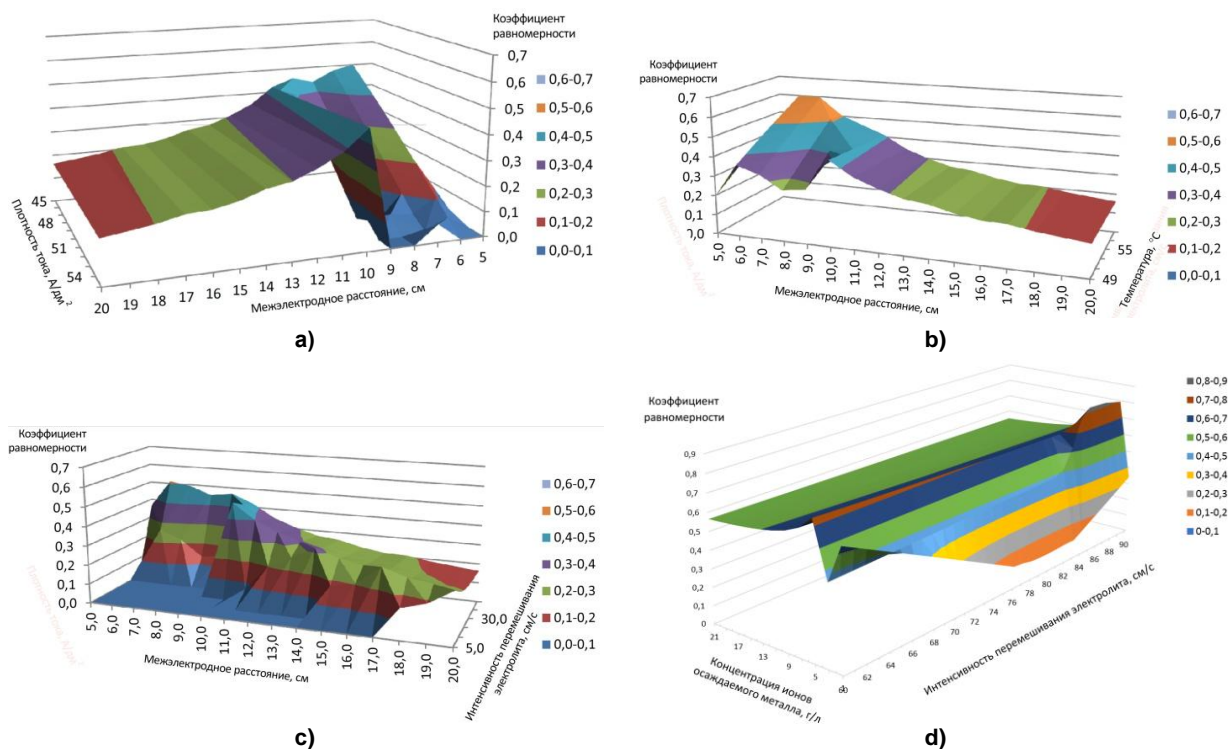 Коэффициент
равномерности
0,7
0,6
0,5
0,4
0,3
0,2
0,1
0,0
0,6-0,7
0,5-0,6
0,4-0,5
0,3-0,4
0,2-0,3
0,1-0,2
0,0-0,1
45
48
51
54
Плотность тока, А/дм²
20 19 18 17 16 15 14 13 12 11 10 9 8 7 6 5
Межэлектродное расстояние, см
a)
Коэффициент
равномерности
0,7
0,6
0,5
0,4
0,3
0,2
0,1
0,0
5,0 6,0 7,0 8,0 9,0 10,0 11,0 12,0 13,0 14,0 15,0 16,0 17,0 18,0 19,0 20,0
Межэлектродное расстояние, см
55
49
Температура, °С
Плотность тока, А/дм²
0,6-0,7
0,5-0,6
0,4-0,5
0,3-0,4
0,2-0,3
0,1-0,2
0,0-0,1
b)
Коэффициент
равномерности
0,7
0,6
0,5
0,4
0,3
0,2
0,1
0,0
5,0 6,0 7,0 8,0 9,0 10,0 11,0 12,0 13,0 14,0 15,0 16,0 17,0 18,0 19,0 20,0
Межэлектродное расстояние, см
30,0
5,0
Интенсивность перемешивания
электролита, см/с
Плотность тока, А/дм²
0,6-0,7
0,5-0,6
0,4-0,5
0,3-0,4
0,2-0,3
0,1-0,2
0,0-0,1
c)
Коэффициент
равномерности
0,9
0,8
0,7
0,6
0,5
0,4
0,3
0,2
0,1
0
21 17 13 9 5
Концентрация ионов
осаждаемого металла, г/л
60 62 64 66 68 70 72 74 76 78 80 82 84 86 88 90
Интенсивность перемешивания электролита, см/с
0,8-0,9
0,7-0,8
0,6-0,7
0,5-0,6
0,4-0,5
0,3-0,4
0,2-0,3
0,1-0,2
0-0,1
d)